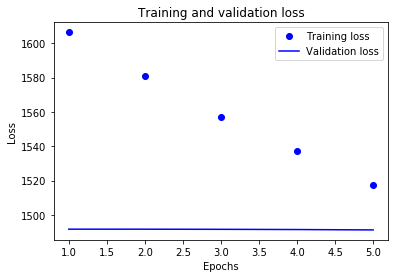 Training and validation loss
Training loss
Validation loss
1600
1580
1560
1540
1520
1500
Loss
1.0 1.5 2.0 2.5 3.0 3.5 4.0 4.5 5.0
Epochs